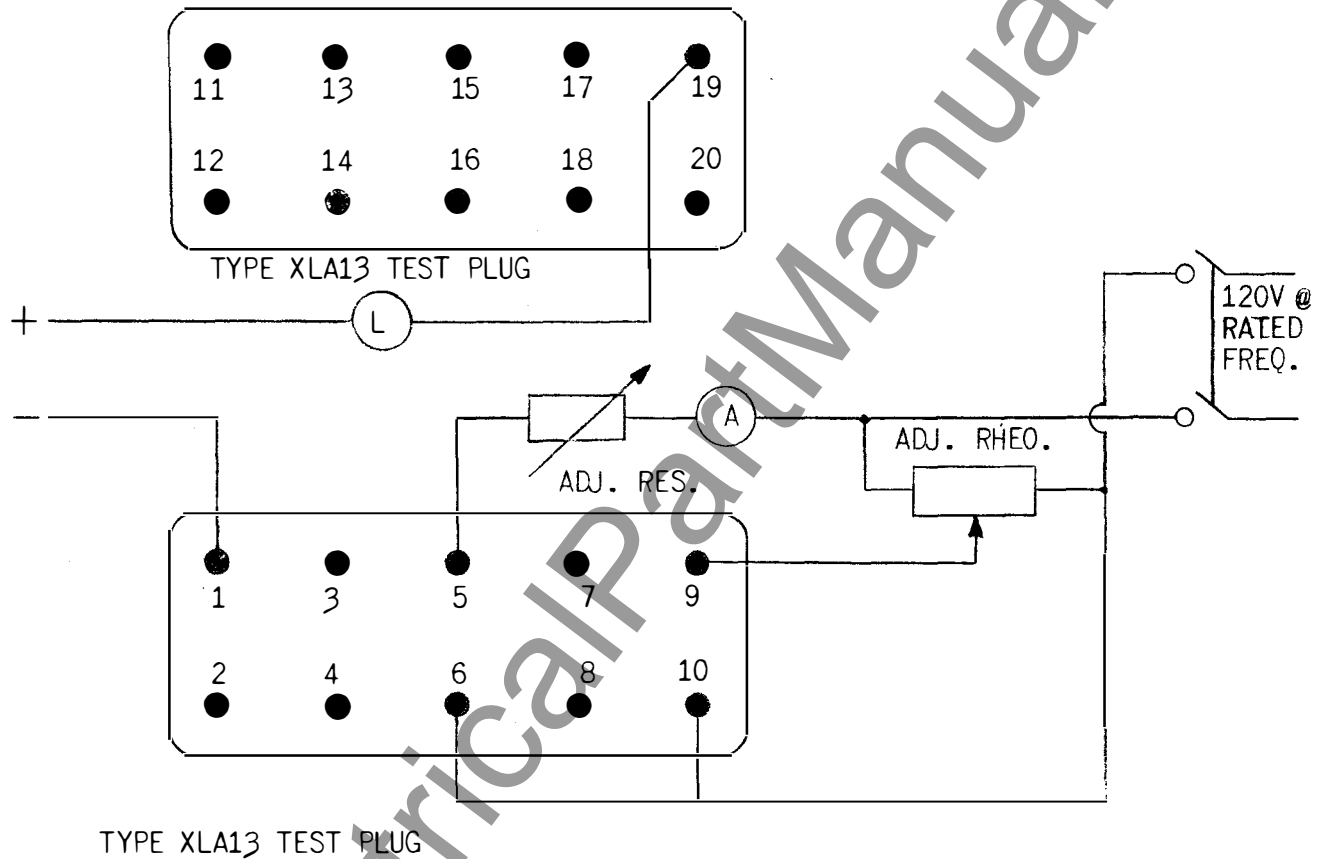 11 13 15 17 19
12 14 16 18 20
TYPE XLA13 TEST PLUG
+
L
120V @
RATED
FREQ.
−
A
ADJ. RHEO.
ADJ. RES.
1 3 5 7 9
2 4 6 8 10
TYPE XLA13 TEST PLUG